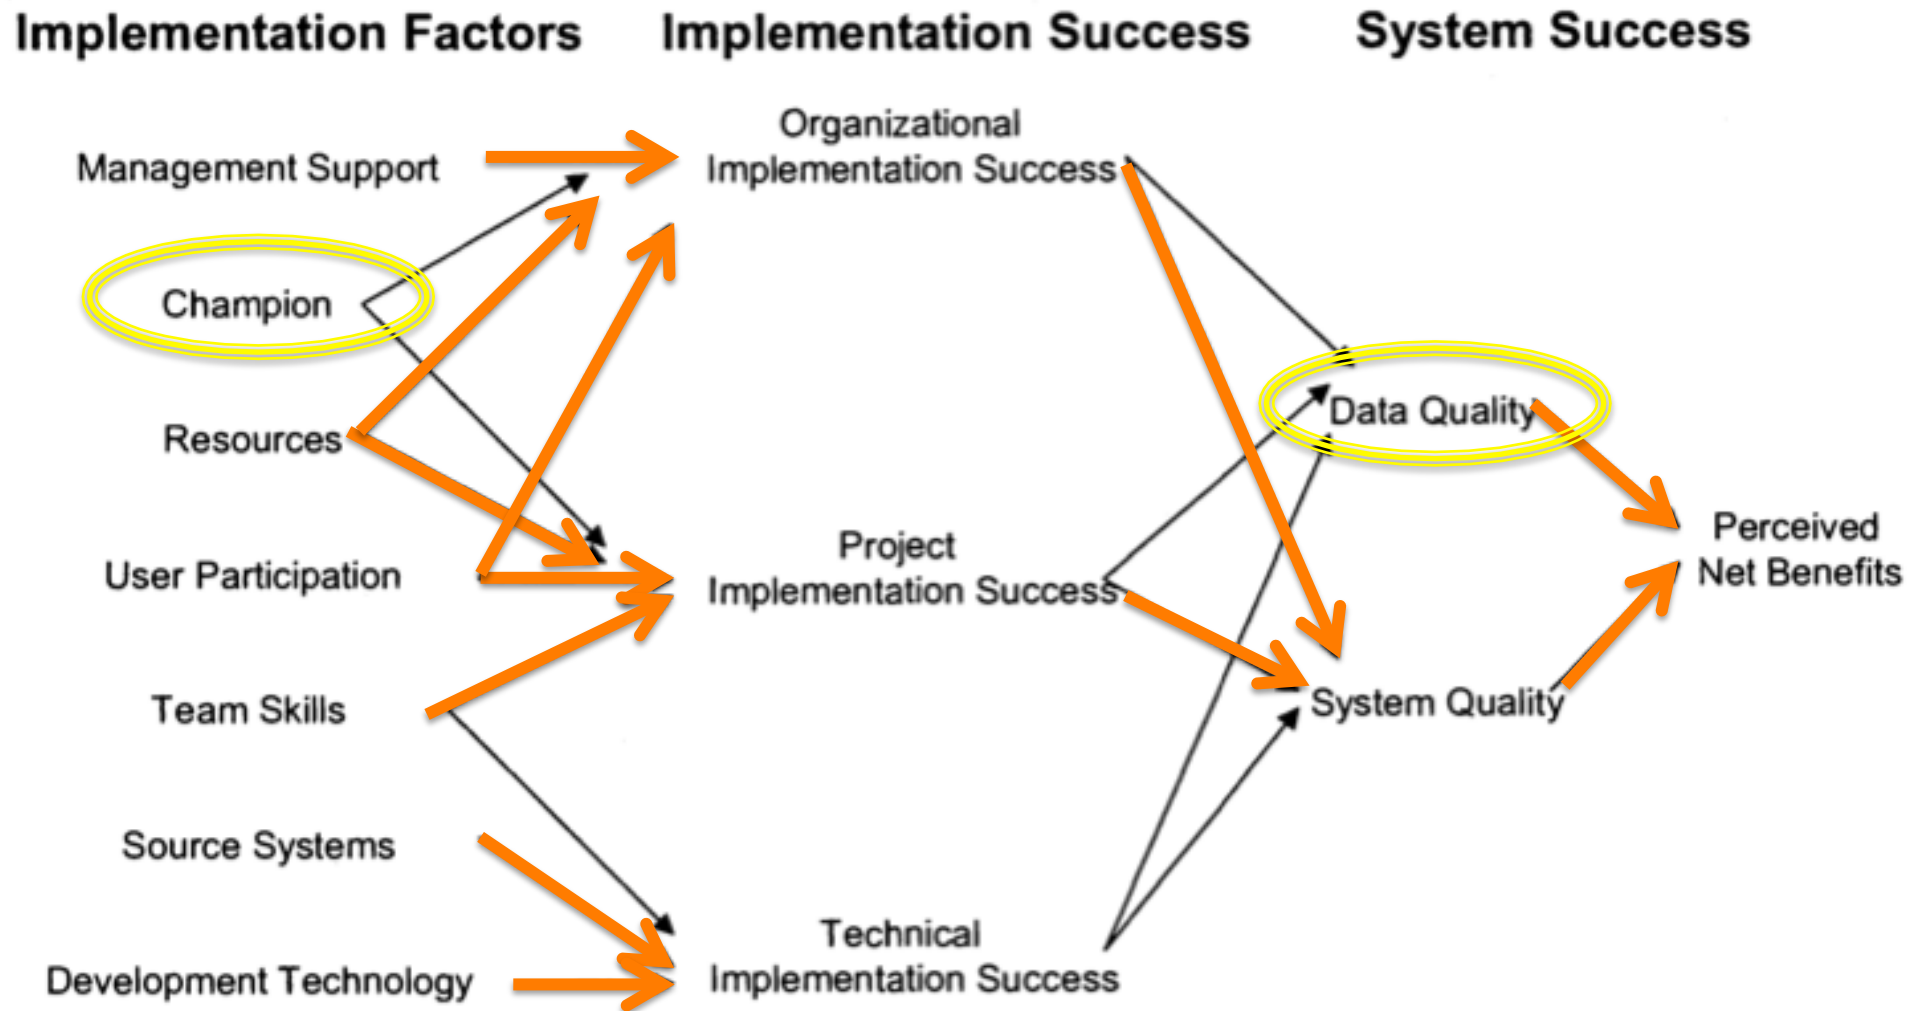 Implementation Factors
Implementation Success
System Success
Management Support
Champion
Resources
User Participation
Team Skills
Source Systems
Development Technology
Organizational
Implementation Success
Project
Implementation Success
Technical
Implementation Success
Data Quality
System Quality
Perceived
Net Benefits